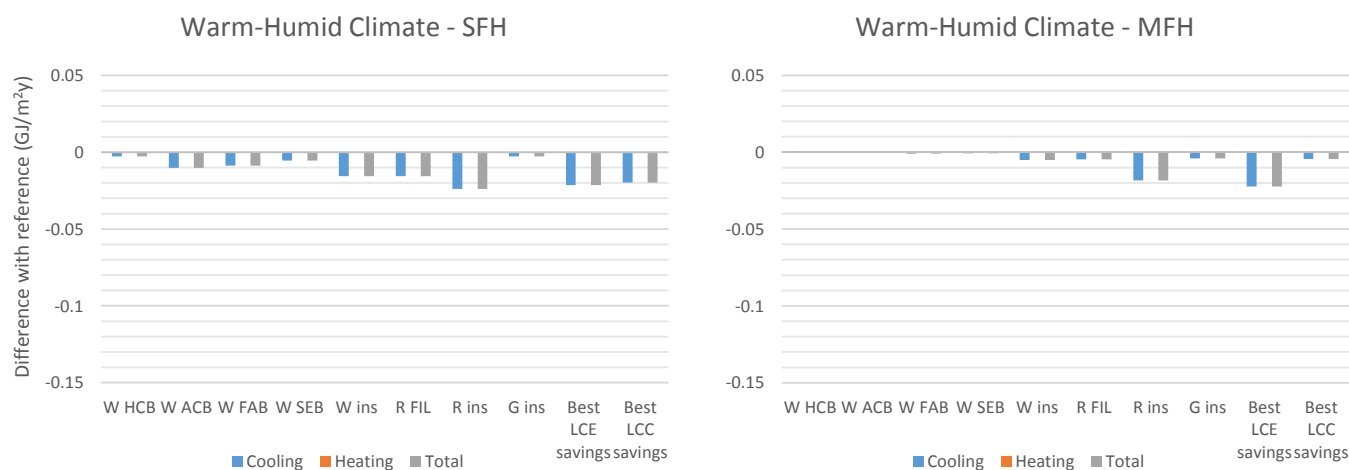 Warm-Humid Climate - SFH
Difference with reference (GJ/m²y)
0.05
0
-0.05
-0.1
-0.15
W HCB W ACB W FAB W SEB W ins R FIL R ins G ins Best LCE savings Best LCC savings
Cooling Heating Total
Warm-Humid Climate - MFH
0.05
0
-0.05
-0.1
-0.15
W HCB W ACB W FAB W SEB W ins R FIL R ins G ins Best LCE savings Best LCC savings
Cooling Heating Total